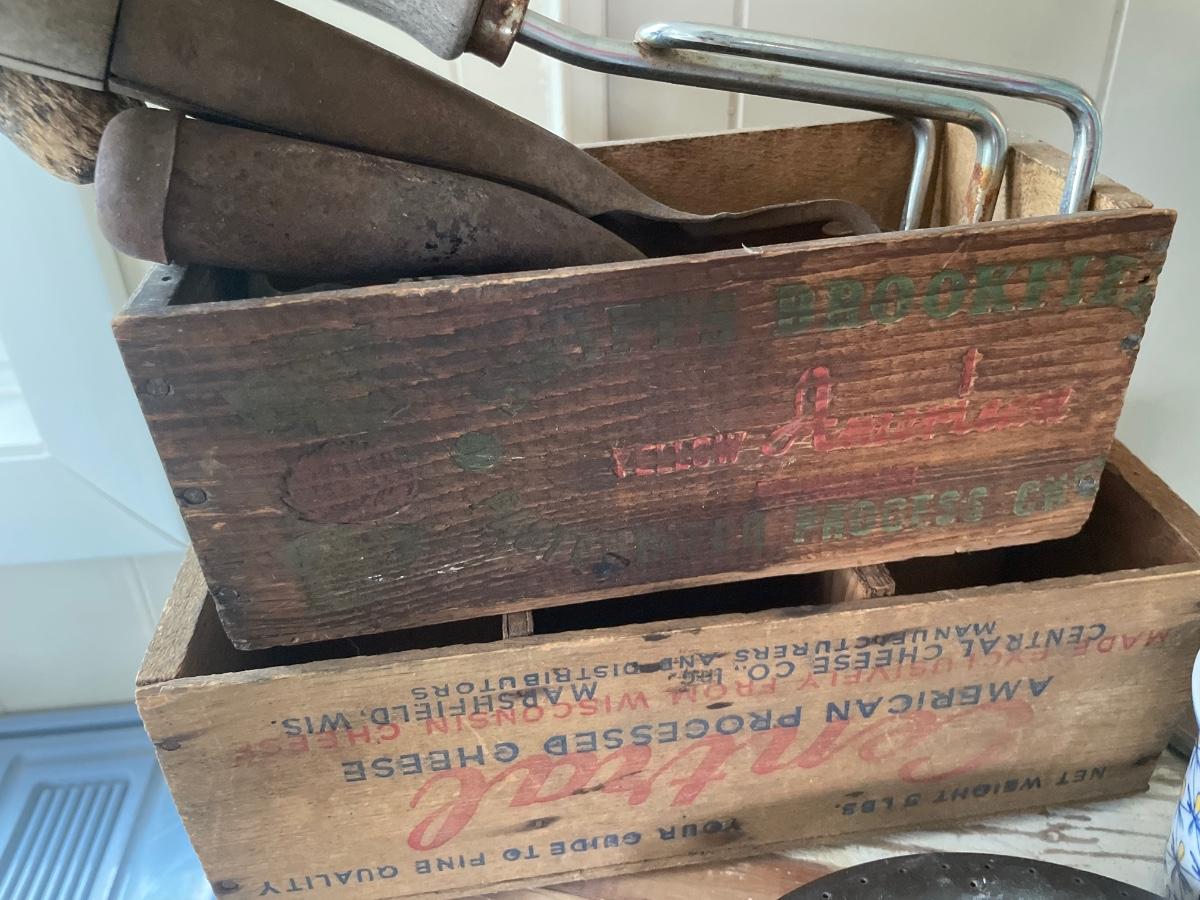 BROOKFIE
YELLOW American
PROCESS CH
NET WEIGHT 5 LBS. YOUR GUIDE TO FINE QUALITY
Central
AMERICAN PROCESSED CHEESE
MADE EXCLUSIVELY FROM WISCONSIN CHEESE
CENTRAL CHEESE CO., INC. MARSHFIELD, WIS.
MANUFACTURERS AND DISTRIBUTORS